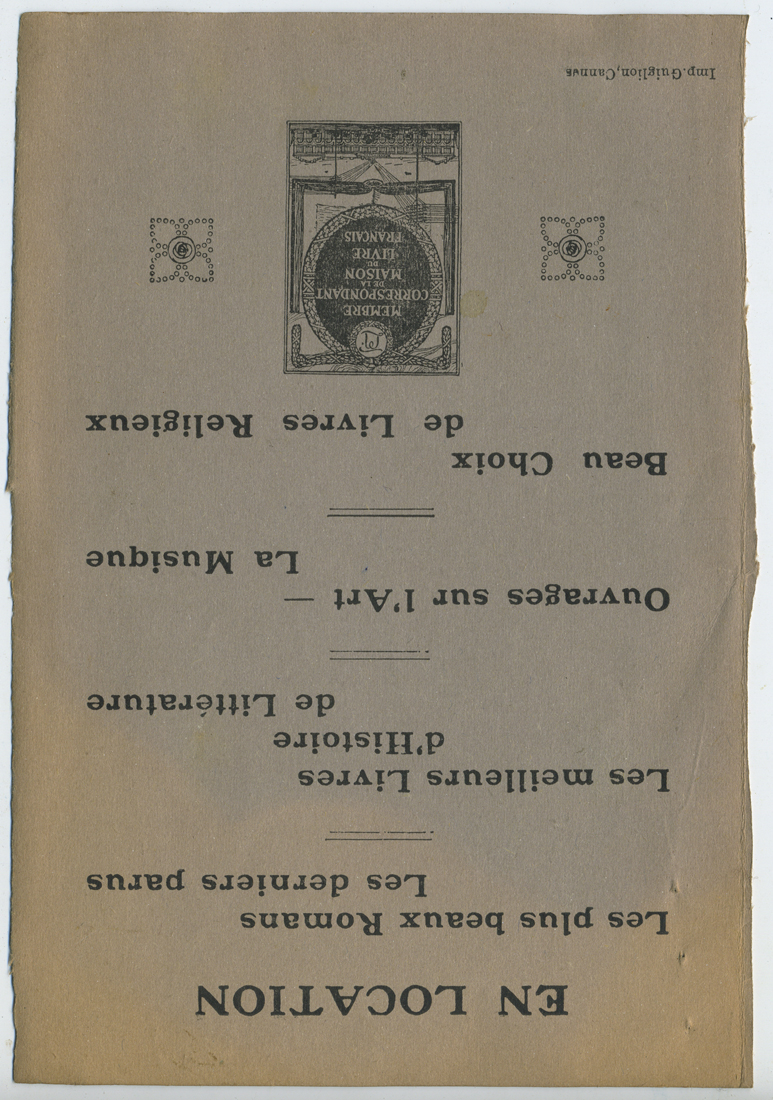 EN LOCATION
Les plus beaux Romans
Les derniers parus
Les meilleurs Livres
d'Histoire
de Littérature
Ouvrages sur l'Art —
La Musique
Beau Choix
de Livres Religieux
MEMBRE
CORRESPONDANT
DE LA
MAISON
DU
LIVRE
FRANÇAIS
Imp. Guiglion, Cannes